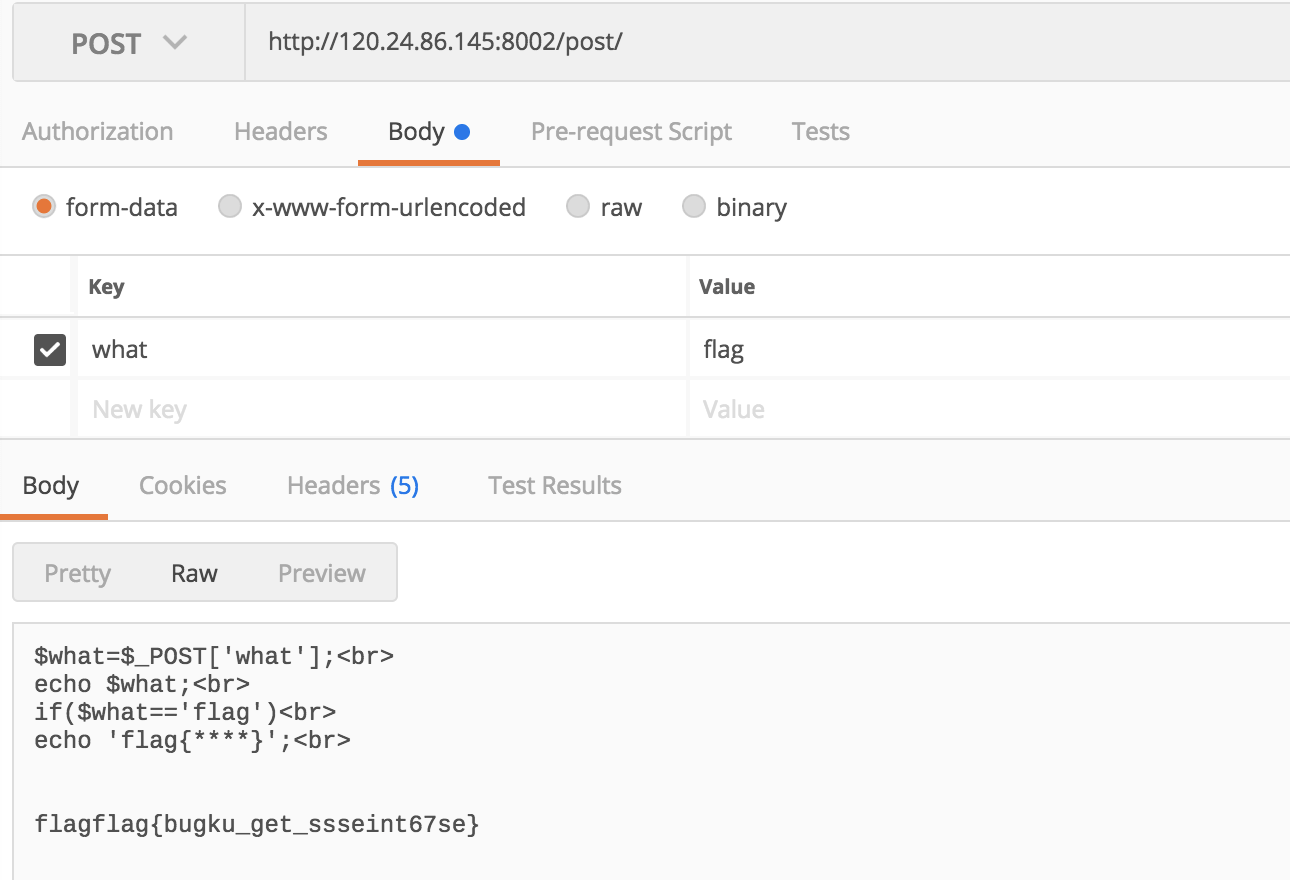 POST http://120.24.86.145:8002/post/
Authorization Headers Body Pre-request Script Tests
form-data x-www-form-urlencoded raw binary
Key Value
what flag
New key Value
Body Cookies Headers (5) Test Results
Pretty Raw Preview
$what=$_POST['what'];<br>
echo $what;<br>
if($what=='flag')<br>
echo 'flag{****}';<br>
flagflag{bugku_get_ssseint67se}